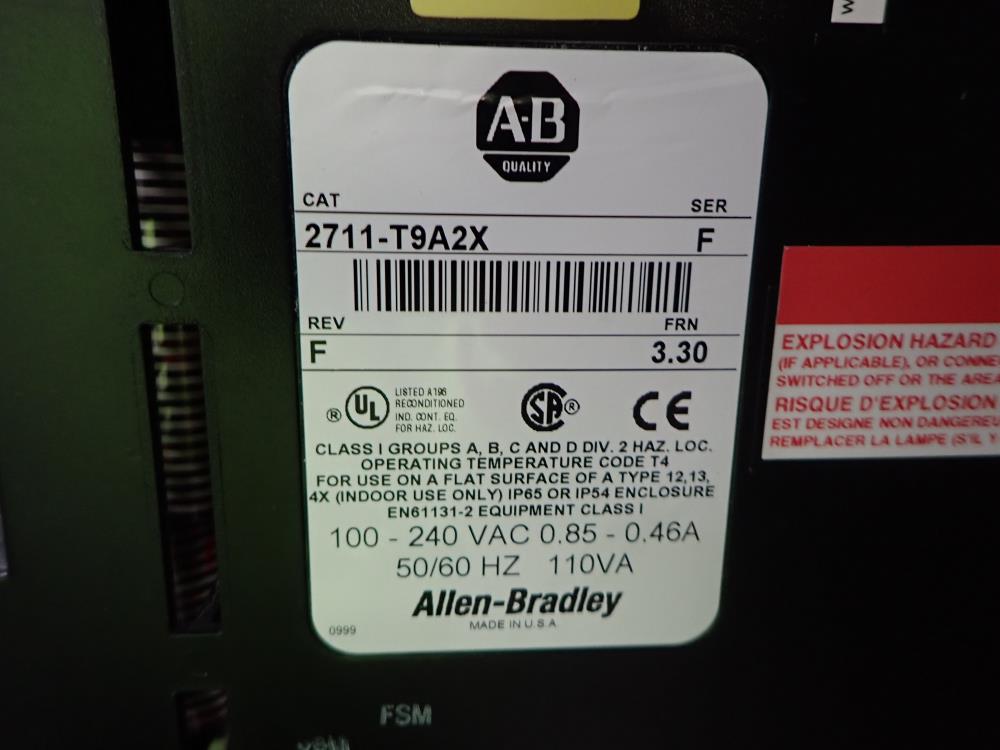 W
A-B
QUALITY
CAT
SER
2711-T9A2X
F
REV
FRN
F
3.30
® UL
LISTED A196
RECONDITIONED
IND. CONT. EQ.
FOR HAZ. LOC.
SA ®
CE
CLASS I GROUPS A, B, C AND D DIV. 2 HAZ. LOC.
OPERATING TEMPERATURE CODE T4
FOR USE ON A FLAT SURFACE OF A TYPE 12,13,
4X (INDOOR USE ONLY) IP65 OR IP54 ENCLOSURE
EN61131-2 EQUIPMENT CLASS I
100 - 240 VAC 0.85 - 0.46A
50/60 HZ 110VA
Allen-Bradley
MADE IN U.S.A.
0999
EXPLOSION HAZARD
(IF APPLICABLE), OR CONNE
SWITCHED OFF OR THE AREA
RISQUE D'EXPLOSION
EST DESIGNE NON DANGEREU
REMPLACER LA LAMPE (S'IL Y
FSM